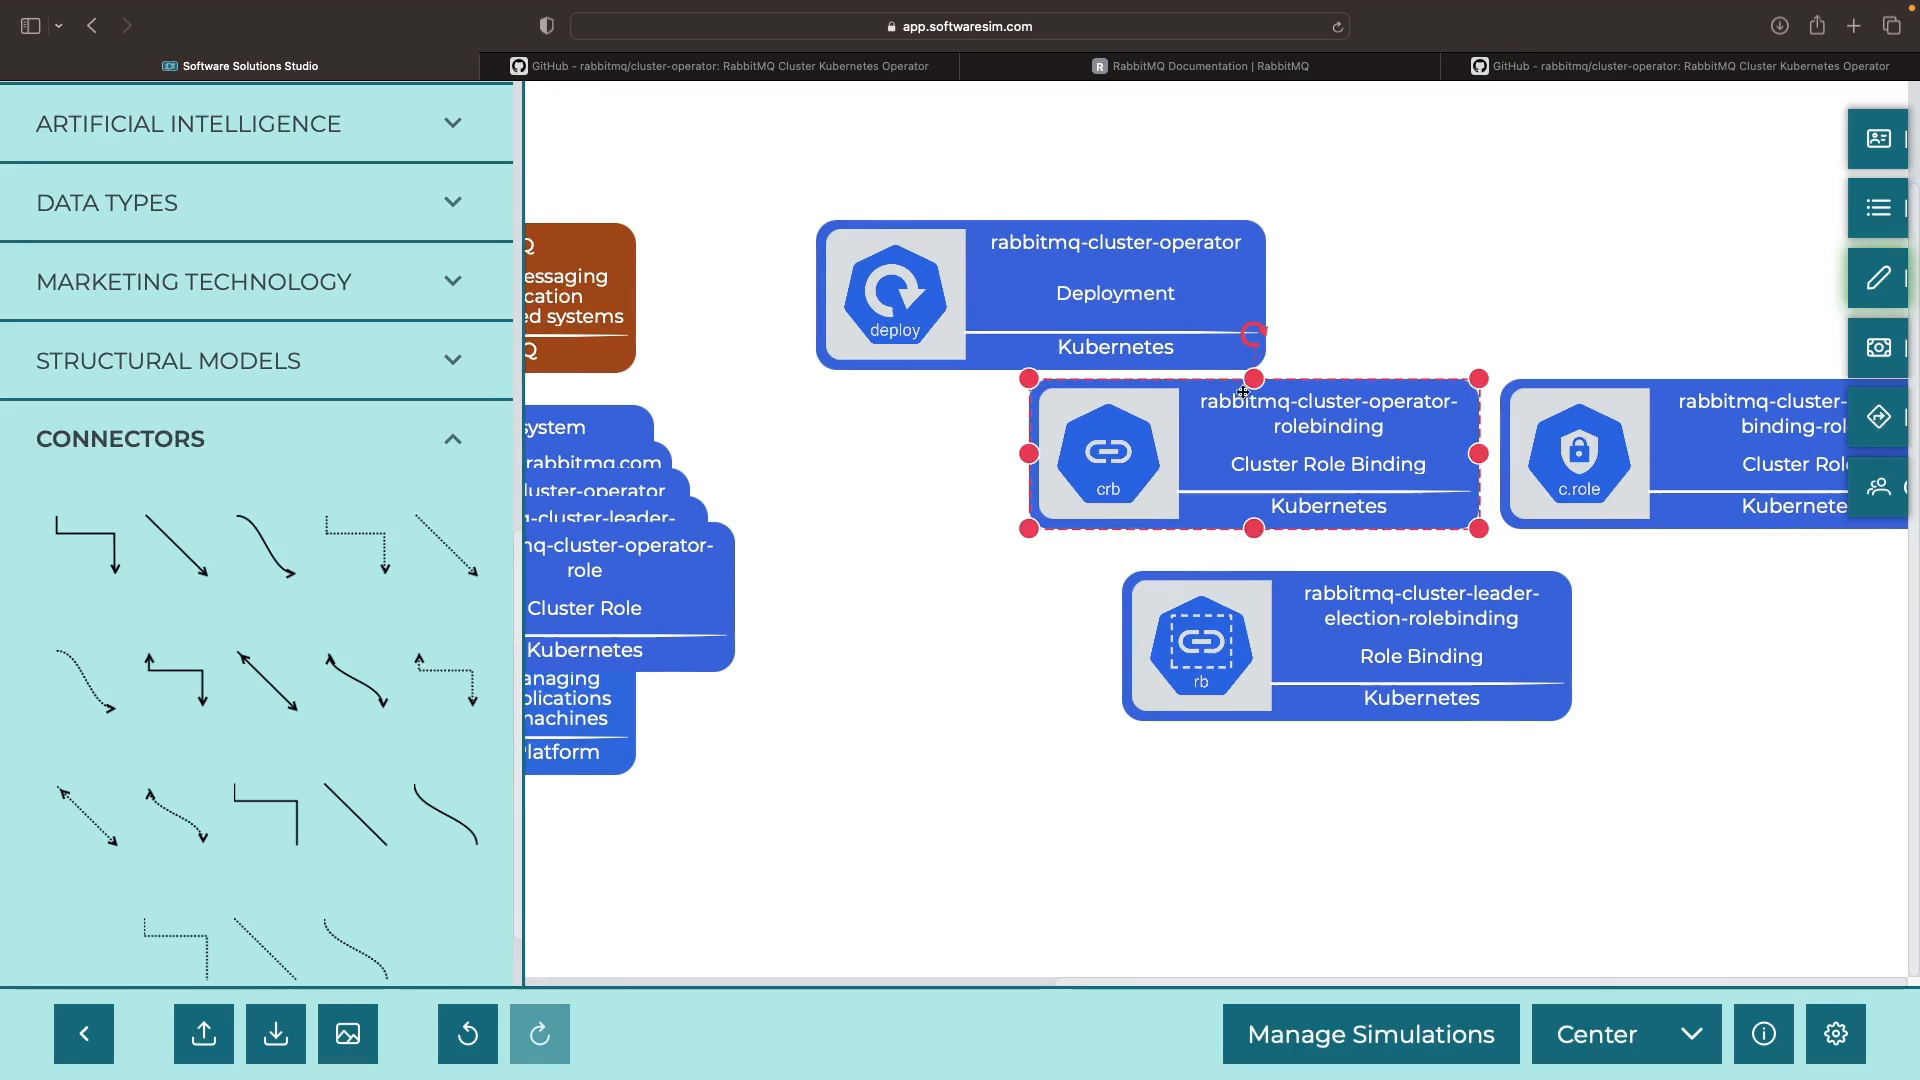 app.softwaresim.com
Software Solutions Studio
GitHub - rabbitmq/cluster-operator: RabbitMQ Cluster Kubernetes Operator
R
RabbitMQ Documentation | RabbitMQ
GitHub - rabbitmq/cluster-operator: RabbitMQ Cluster Kubernetes Operator
ARTIFICIAL INTELLIGENCE
DATA TYPES
MARKETING TECHNOLOGY
STRUCTURAL MODELS
CONNECTORS
Q
essaging
cation
ed systems
Q
system
rabbitmq.com
luster-operator
q-cluster-leader-
mq-cluster-operator-
role
Cluster Role
Kubernetes
anaging
plications
machines
Platform
rabbitmq-cluster-operator
Deployment
deploy
Kubernetes
rabbitmq-cluster-operator-
rolebinding
Cluster Role Binding
crb
Kubernetes
rabbitmq-cluster-
binding-rol
Cluster Rol
c.role
Kubernete
rabbitmq-cluster-leader-
election-rolebinding
Role Binding
rb
Kubernetes
Manage Simulations
Center